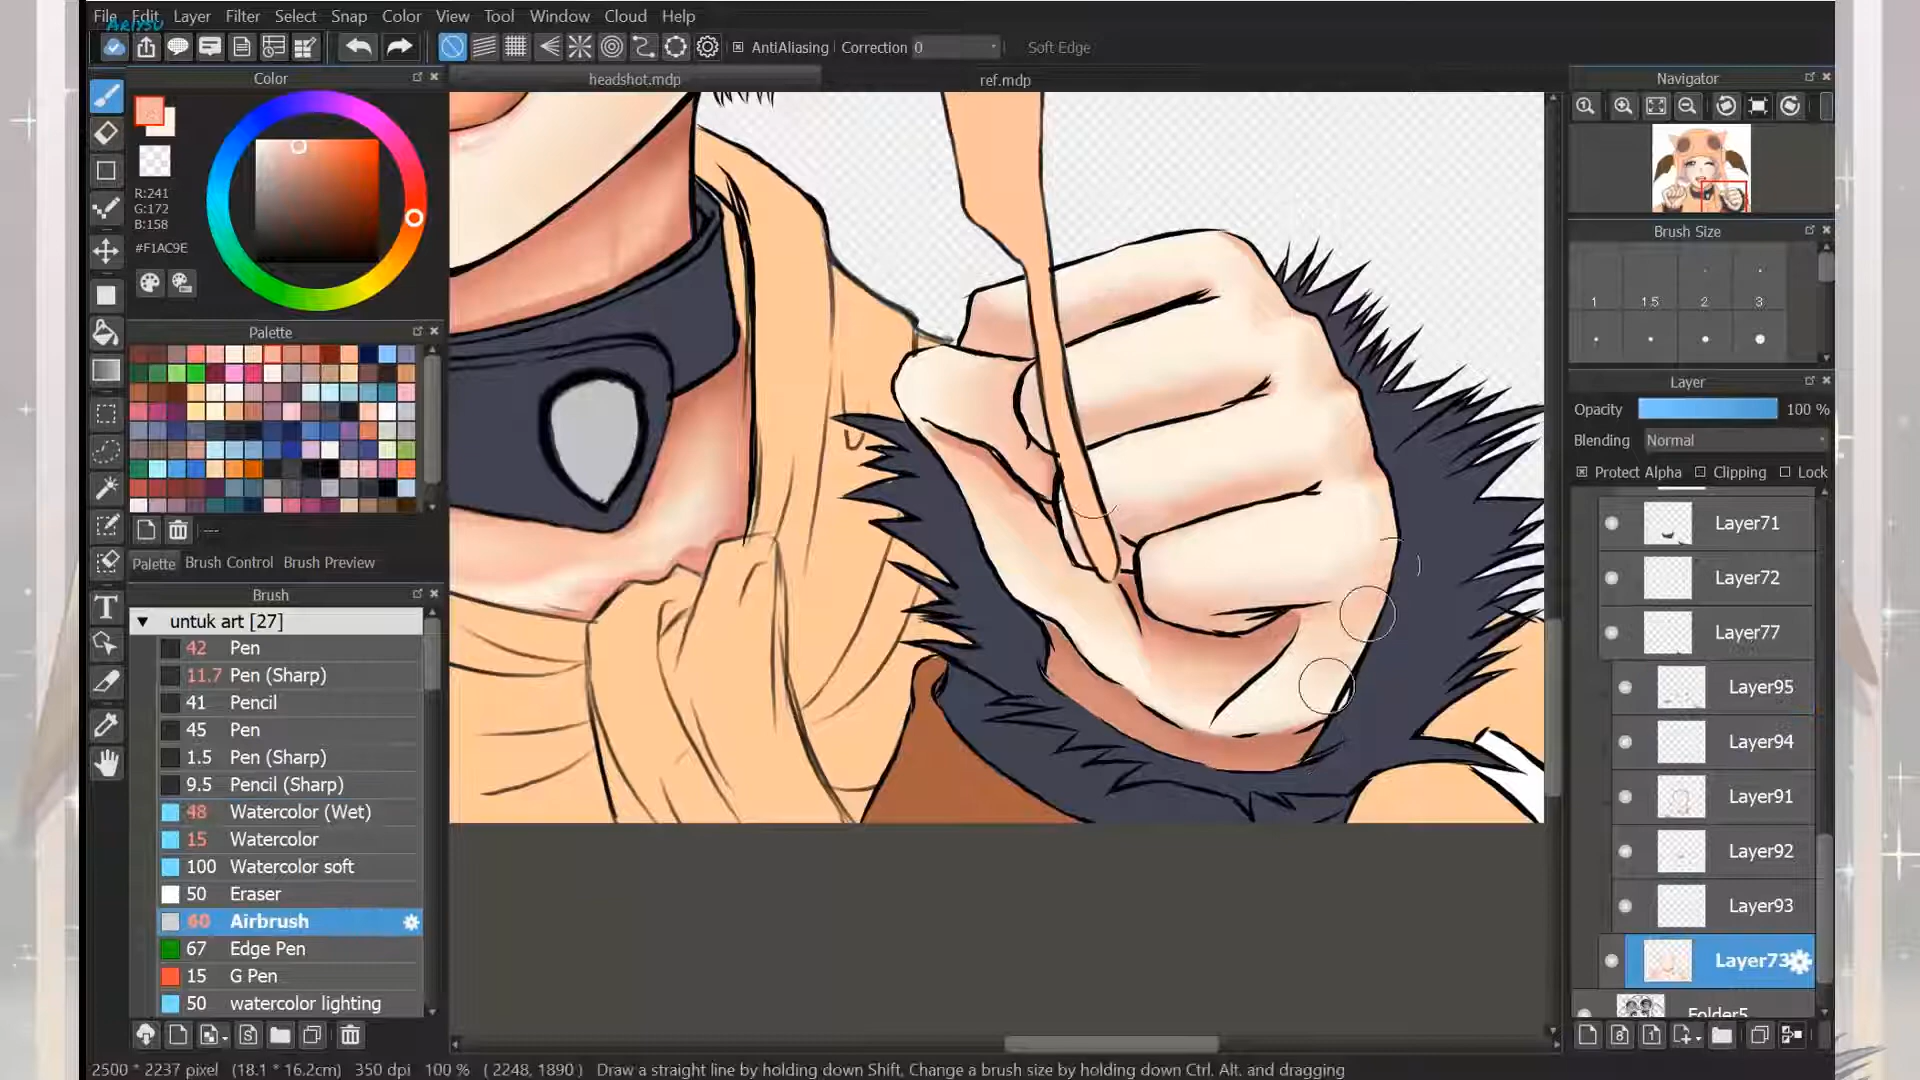 File Edit Layer Filter Select Snap Color View Tool Window Cloud Help
Arlysu
AntiAliasing Correction 0 Soft Edge
Color
headshot.mdp
ref.mdp
Navigator
R:241
G:172
B:158
#F1AC9E
Brush Size
1 1.5 2 3
Palette
Layer
Opacity 100 %
Blending Normal
Protect Alpha Clipping Lock
Layer71
Layer72
Layer77
Layer95
Layer94
Layer91
Layer92
Layer93
Layer73
Folder5
---
Palette Brush Control Brush Preview
Brush
untuk art [27]
42 Pen
11.7 Pen (Sharp)
41 Pencil
45 Pen
1.5 Pen (Sharp)
9.5 Pencil (Sharp)
48 Watercolor (Wet)
15 Watercolor
100 Watercolor soft
50 Eraser
60 Airbrush
67 Edge Pen
15 G Pen
50 watercolor lighting
2500 * 2237 pixel (18.1 * 16.2cm) 350 dpi 100 % ( 2248, 1890 ) Draw a straight line by holding down Shift, Change a brush size by holding down Ctrl, Alt, and dragging